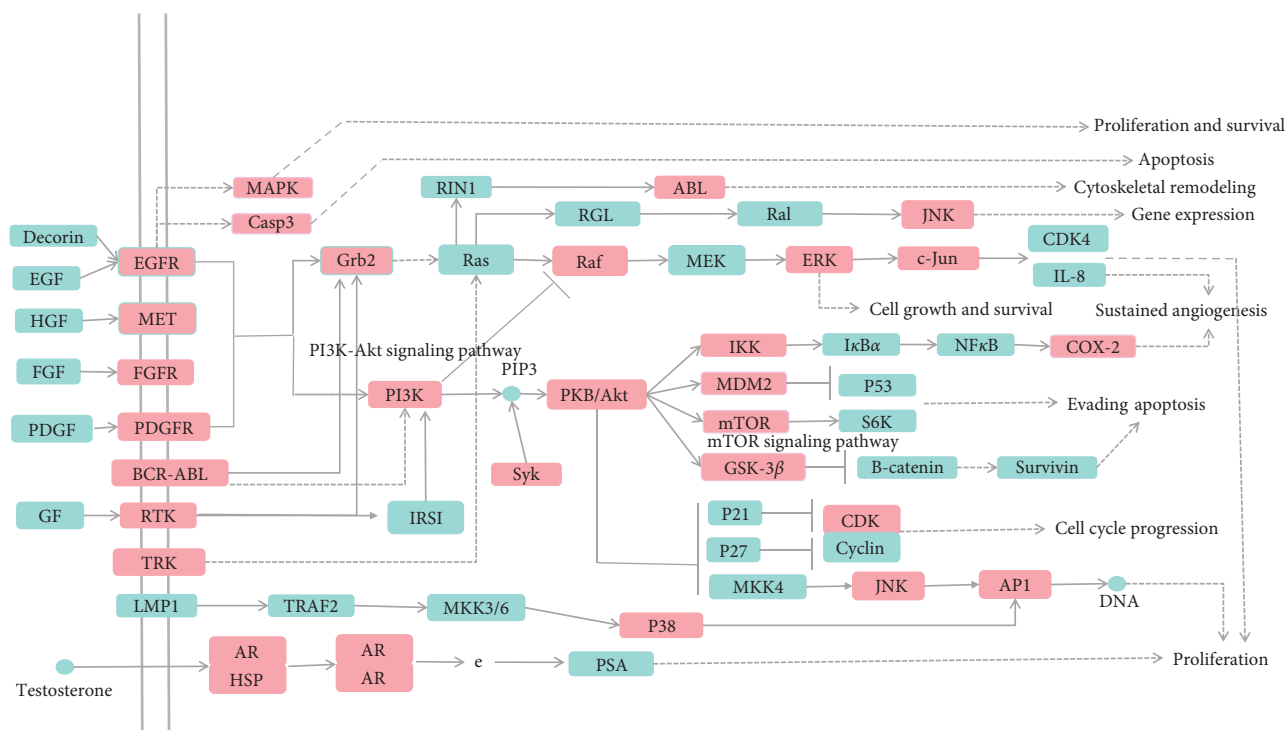 Proliferation and survival
Apoptosis
MAPK
RIN1
ABL
Cytoskeletal remodeling
Casp3
RGL
Ral
JNK
Gene expression
Decorin
EGFR
EGF
Grb2
Ras
Raf
MEK
ERK
c-Jun
CDK4
IL-8
HGF
MET
Cell growth and survival
Sustained angiogenesis
PI3K-Akt signaling pathway
IKK
IκBα
NFκB
COX-2
FGF
FGFR
PIP3
PI3K
PKB/Akt
MDM2
P53
Evading apoptosis
PDGF
PDGFR
mTOR
S6K
mTOR signaling pathway
BCR-ABL
Syk
GSK-3β
B-catenin
Survivin
GF
RTK
IRSI
P21
CDK
Cell cycle progression
P27
Cyclin
TRK
MKK4
JNK
AP1
DNA
LMP1
TRAF2
MKK3/6
P38
AR
HSP
AR
AR
e
PSA
Proliferation
Testosterone